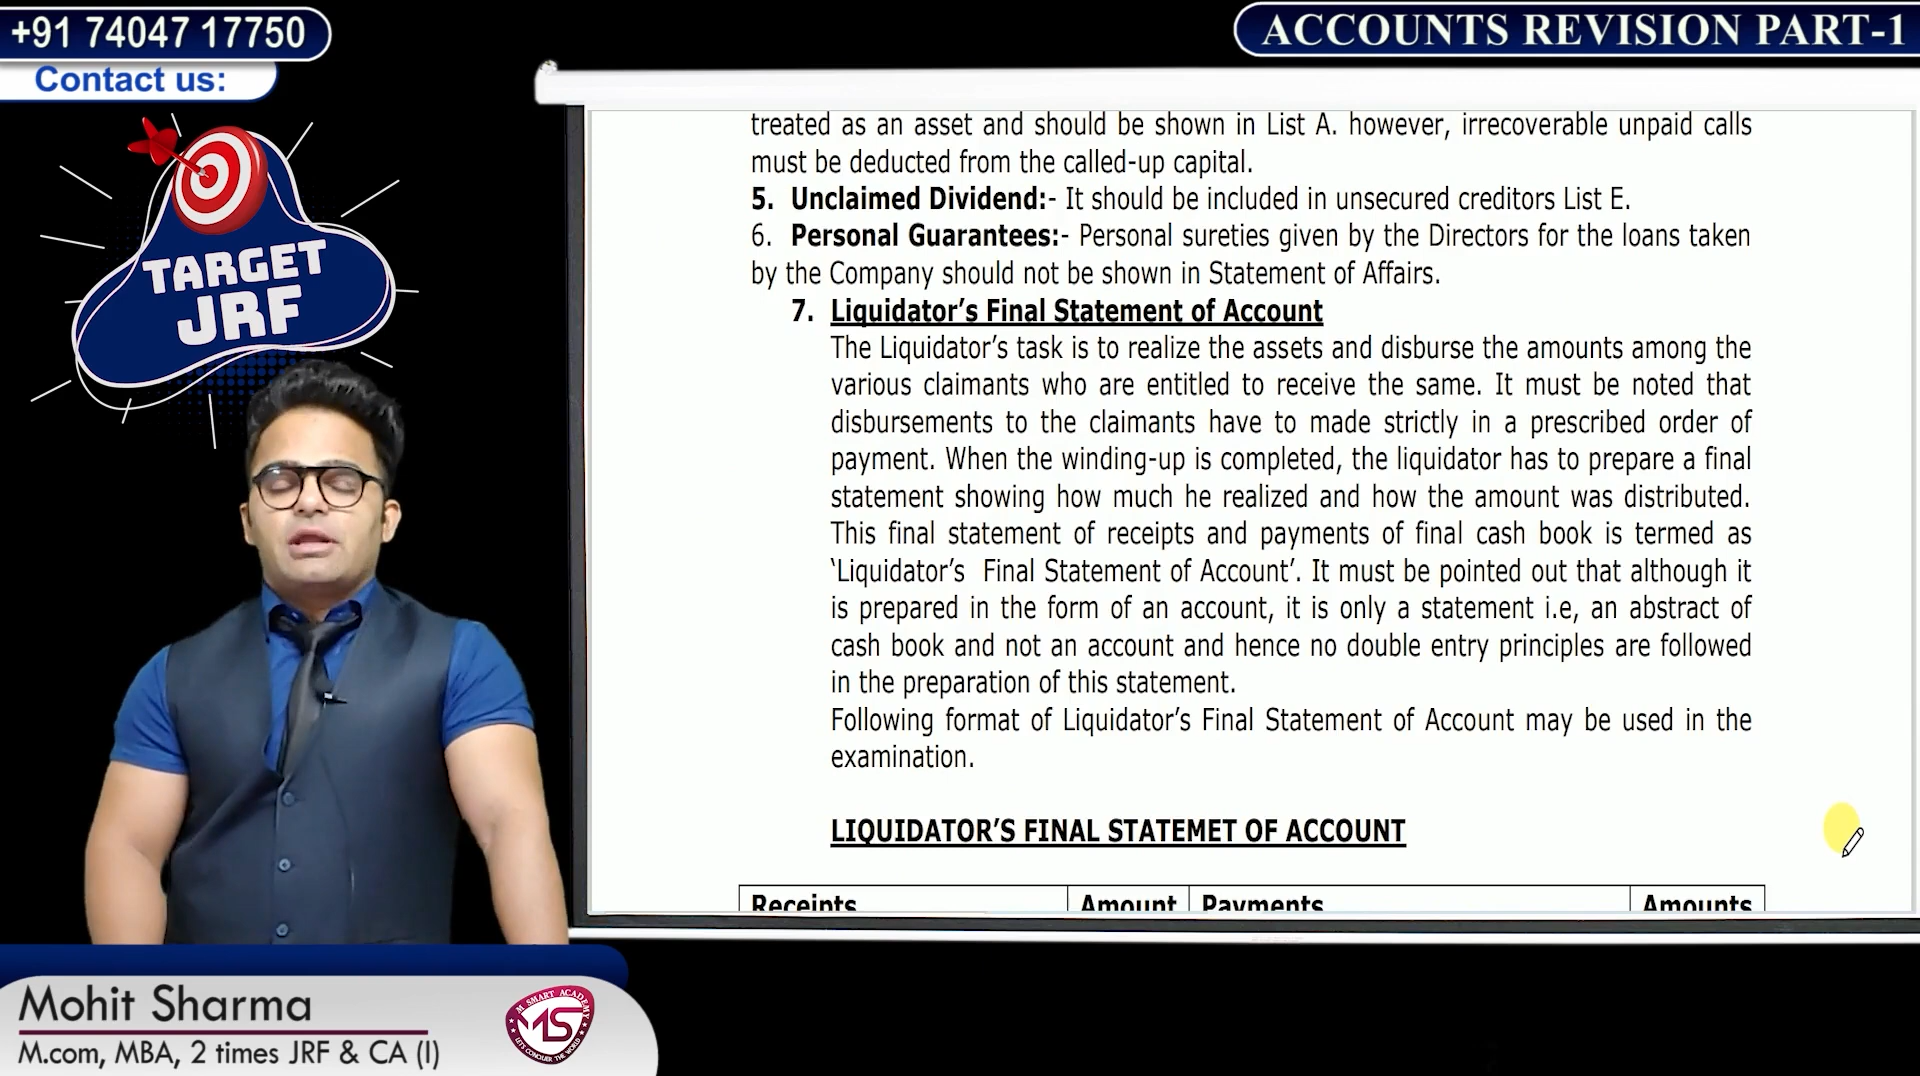 +91 74047 17750
Contact us:
ACCOUNTS REVISION PART-1
TARGET
JRF
treated as an asset and should be shown in List A. however, irrecoverable unpaid calls
must be deducted from the called-up capital.
5. Unclaimed Dividend:- It should be included in unsecured creditors List E.
6. Personal Guarantees:- Personal sureties given by the Directors for the loans taken
by the Company should not be shown in Statement of Affairs.
7. Liquidator's Final Statement of Account
The Liquidator's task is to realize the assets and disburse the amounts among the
various claimants who are entitled to receive the same. It must be noted that
disbursements to the claimants have to made strictly in a prescribed order of
payment. When the winding-up is completed, the liquidator has to prepare a final
statement showing how much he realized and how the amount was distributed.
This final statement of receipts and payments of final cash book is termed as
'Liquidator's Final Statement of Account'. It must be pointed out that although it
is prepared in the form of an account, it is only a statement i.e, an abstract of
cash book and not an account and hence no double entry principles are followed
in the preparation of this statement.
Following format of Liquidator's Final Statement of Account may be used in the
examination.
LIQUIDATOR'S FINAL STATEMET OF ACCOUNT
Receipts Amount Payments Amounts
Mohit Sharma
M.com, MBA, 2 times JRF & CA (I)
M SMART ACADEMY
MS
LETS CONQUER THE WORLD